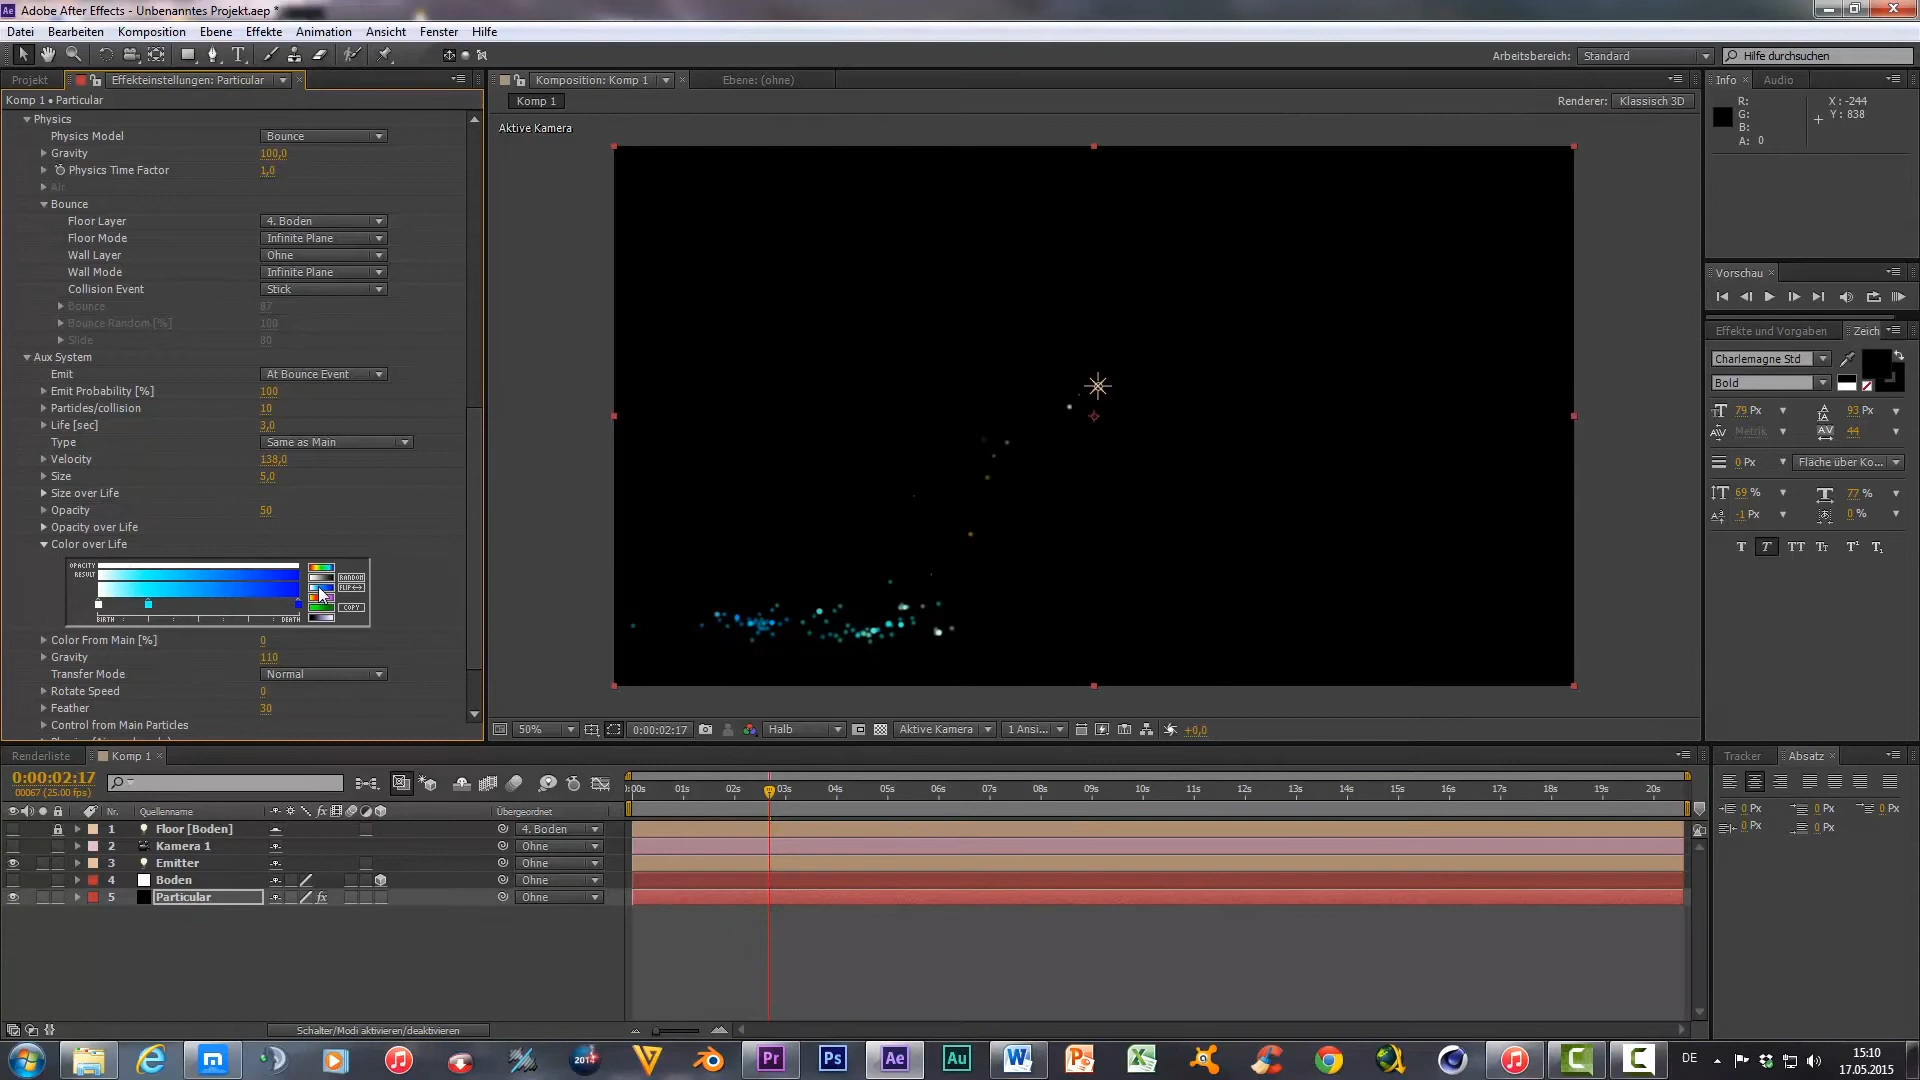 Adobe After Effects - Unbenanntes Projekt.aep *
Datei Bearbeiten Komposition Ebene Effekte Animation Ansicht Fenster Hilfe
Arbeitsbereich: Standard Hilfe durchsuchen
Projekt Effekteinstellungen: Particular
Komposition: Komp 1 Ebene: (ohne)
Info Audio
Komp 1 • Particular
Komp 1
Renderer: Klassisch 3D
R: X : -244
G: Y : 838
B:
A: 0
Aktive Kamera
Physics
Physics Model Bounce
Gravity 100,0
Physics Time Factor 1,0
Air
Bounce
Floor Layer 4. Boden
Floor Mode Infinite Plane
Wall Layer Ohne
Wall Mode Infinite Plane
Collision Event Stick
Bounce 87
Bounce Random [%] 100
Slide 80
Aux System
Emit At Bounce Event
Emit Probability [%] 100
Particles/collision 10
Life [sec] 3,0
Type Same as Main
Velocity 138,0
Size 5,0
Size over Life
Opacity 50
Opacity over Life
Color over Life
OPACITY
RESULT
RANDOM
FLIP
COPY
BIRTH DEATH
Color From Main [%] 0
Gravity 110
Transfer Mode Normal
Rotate Speed 0
Feather 30
Control from Main Particles
Vorschau
Effekte und Vorgaben Zeich
Charlemagne Std
Bold
79 Px 93 Px
Metrik 44
0 Px Fläche über Ko...
69 % 77 %
-1 Px 0 %
T T TT Tr T¹ T₁
50% 0:00:02:17 Halb Aktive Kamera 1 Ansi... +0,0
Renderliste Komp 1
Tracker Absatz
0:00:02:17
00067 (25.00 fps)
:00s 01s 02s 03s 04s 05s 06s 07s 08s 09s 10s 11s 12s 13s 14s 15s 16s 17s 18s 19s 20s
Nr. Quellenname fx Übergeordnet
1 Floor [Boden] 4. Boden
2 Kamera 1 Ohne
3 Emitter Ohne
4 Boden Ohne
5 Particular fx Ohne
0 Px 0 Px 0 Px
0 Px 0 Px
Schalter/Modi aktivieren/deaktivieren
2014 Pr Ps Ae Au
DE
15:10
17.05.2015